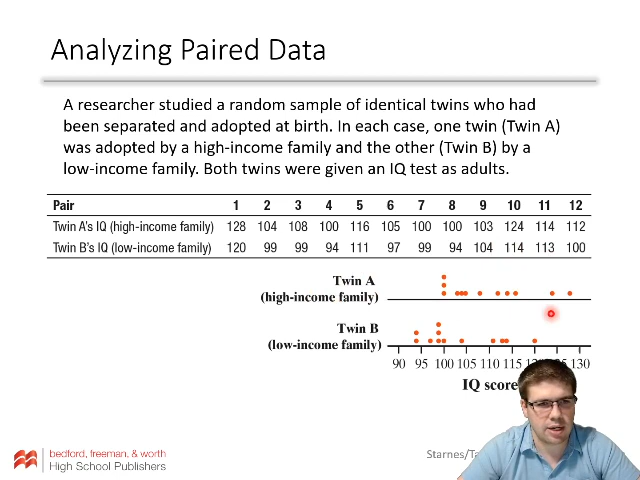 Analyzing Paired Data
A researcher studied a random sample of identical twins who had
been separated and adopted at birth. In each case, one twin (Twin A)
was adopted by a high-income family and the other (Twin B) by a
low-income family. Both twins were given an IQ test as adults.
Pair 1 2 3 4 5 6 7 8 9 10 11 12
Twin A's IQ (high-income family) 128 104 108 100 116 105 100 100 103 124 114 112
Twin B's IQ (low-income family) 120 99 99 94 111 97 99 94 104 114 113 100
Twin A
(high-income family)
Twin B
(low-income family)
90 95 100 105 110 115 130
IQ score
bedford, freeman, & worth
High School Publishers